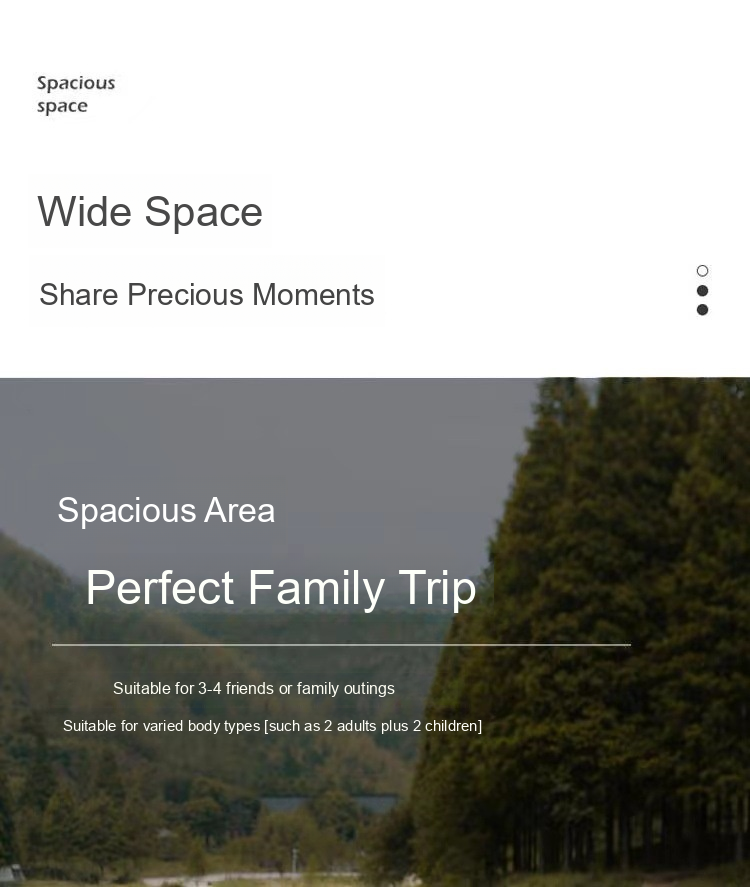 Spacious
space
Wide Space
Share Precious Moments
Spacious Area
Perfect Family Trip
Suitable for 3-4 friends or family outings
Suitable for varied body types [such as 2 adults plus 2 children]